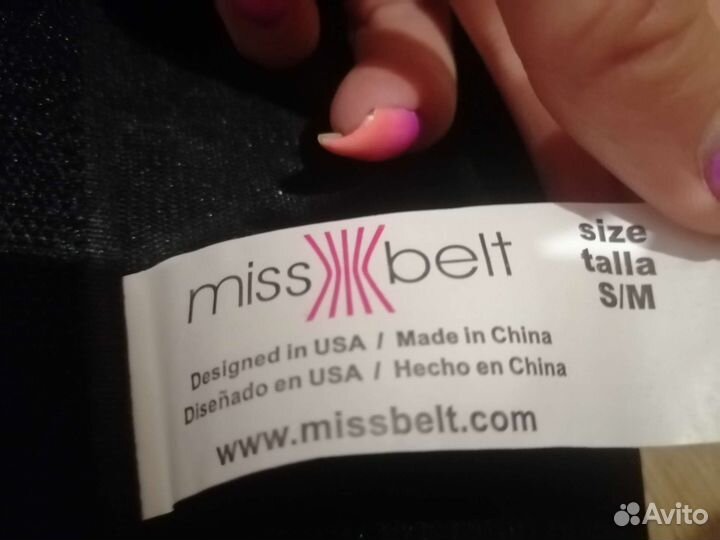 miss belt
size
talla
S/M
Designed in USA / Made in China
Diseñado en USA / Hecho en China
www.missbelt.com
Avito